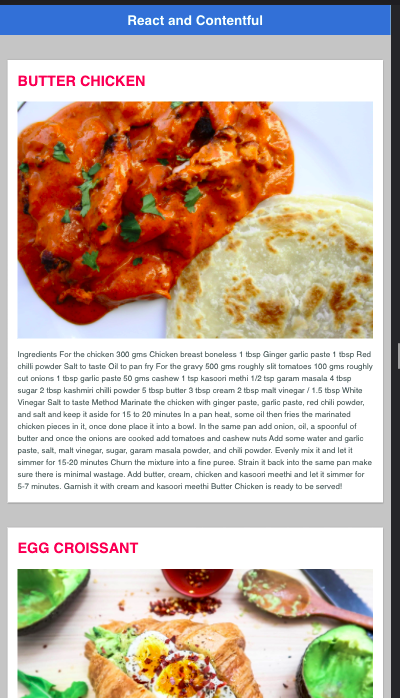 React and Contentful
BUTTER CHICKEN
Ingredients For the chicken 300 gms Chicken breast boneless 1 tbsp Ginger garlic paste 1 tbsp Red
chilli powder Salt to taste Oil to pan fry For the gravy 500 gms roughly slit tomatoes 100 gms roughly
cut onions 1 tbsp garlic paste 50 gms cashew 1 tsp kasoori methi 1/2 tsp garam masala 4 tbsp
sugar 2 tbsp kashmiri chilli powder 5 tbsp butter 3 tbsp cream 2 tbsp malt vinegar / 1.5 tbsp White
Vinegar Salt to taste Method Marinate the chicken with ginger paste, garlic paste, red chili powder,
and salt and keep it aside for 15 to 20 minutes In a pan heat, some oil then fries the marinated
chicken pieces in it, once done place it into a bowl. In the same pan add onion, oil, a spoonful of
butter and once the onions are cooked add tomatoes and cashew nuts Add some water and garlic
paste, salt, malt vinegar, sugar, garam masala powder, and chili powder. Evenly mix it and let it
simmer for 15-20 minutes Churn the mixture into a fine puree. Strain it back into the same pan make
sure there is minimal wastage. Add butter, cream, chicken and kasoori meethi and let it simmer for
5-7 minutes. Garnish it with cream and kasoori meethi Butter Chicken is ready to be served!
EGG CROISSANT